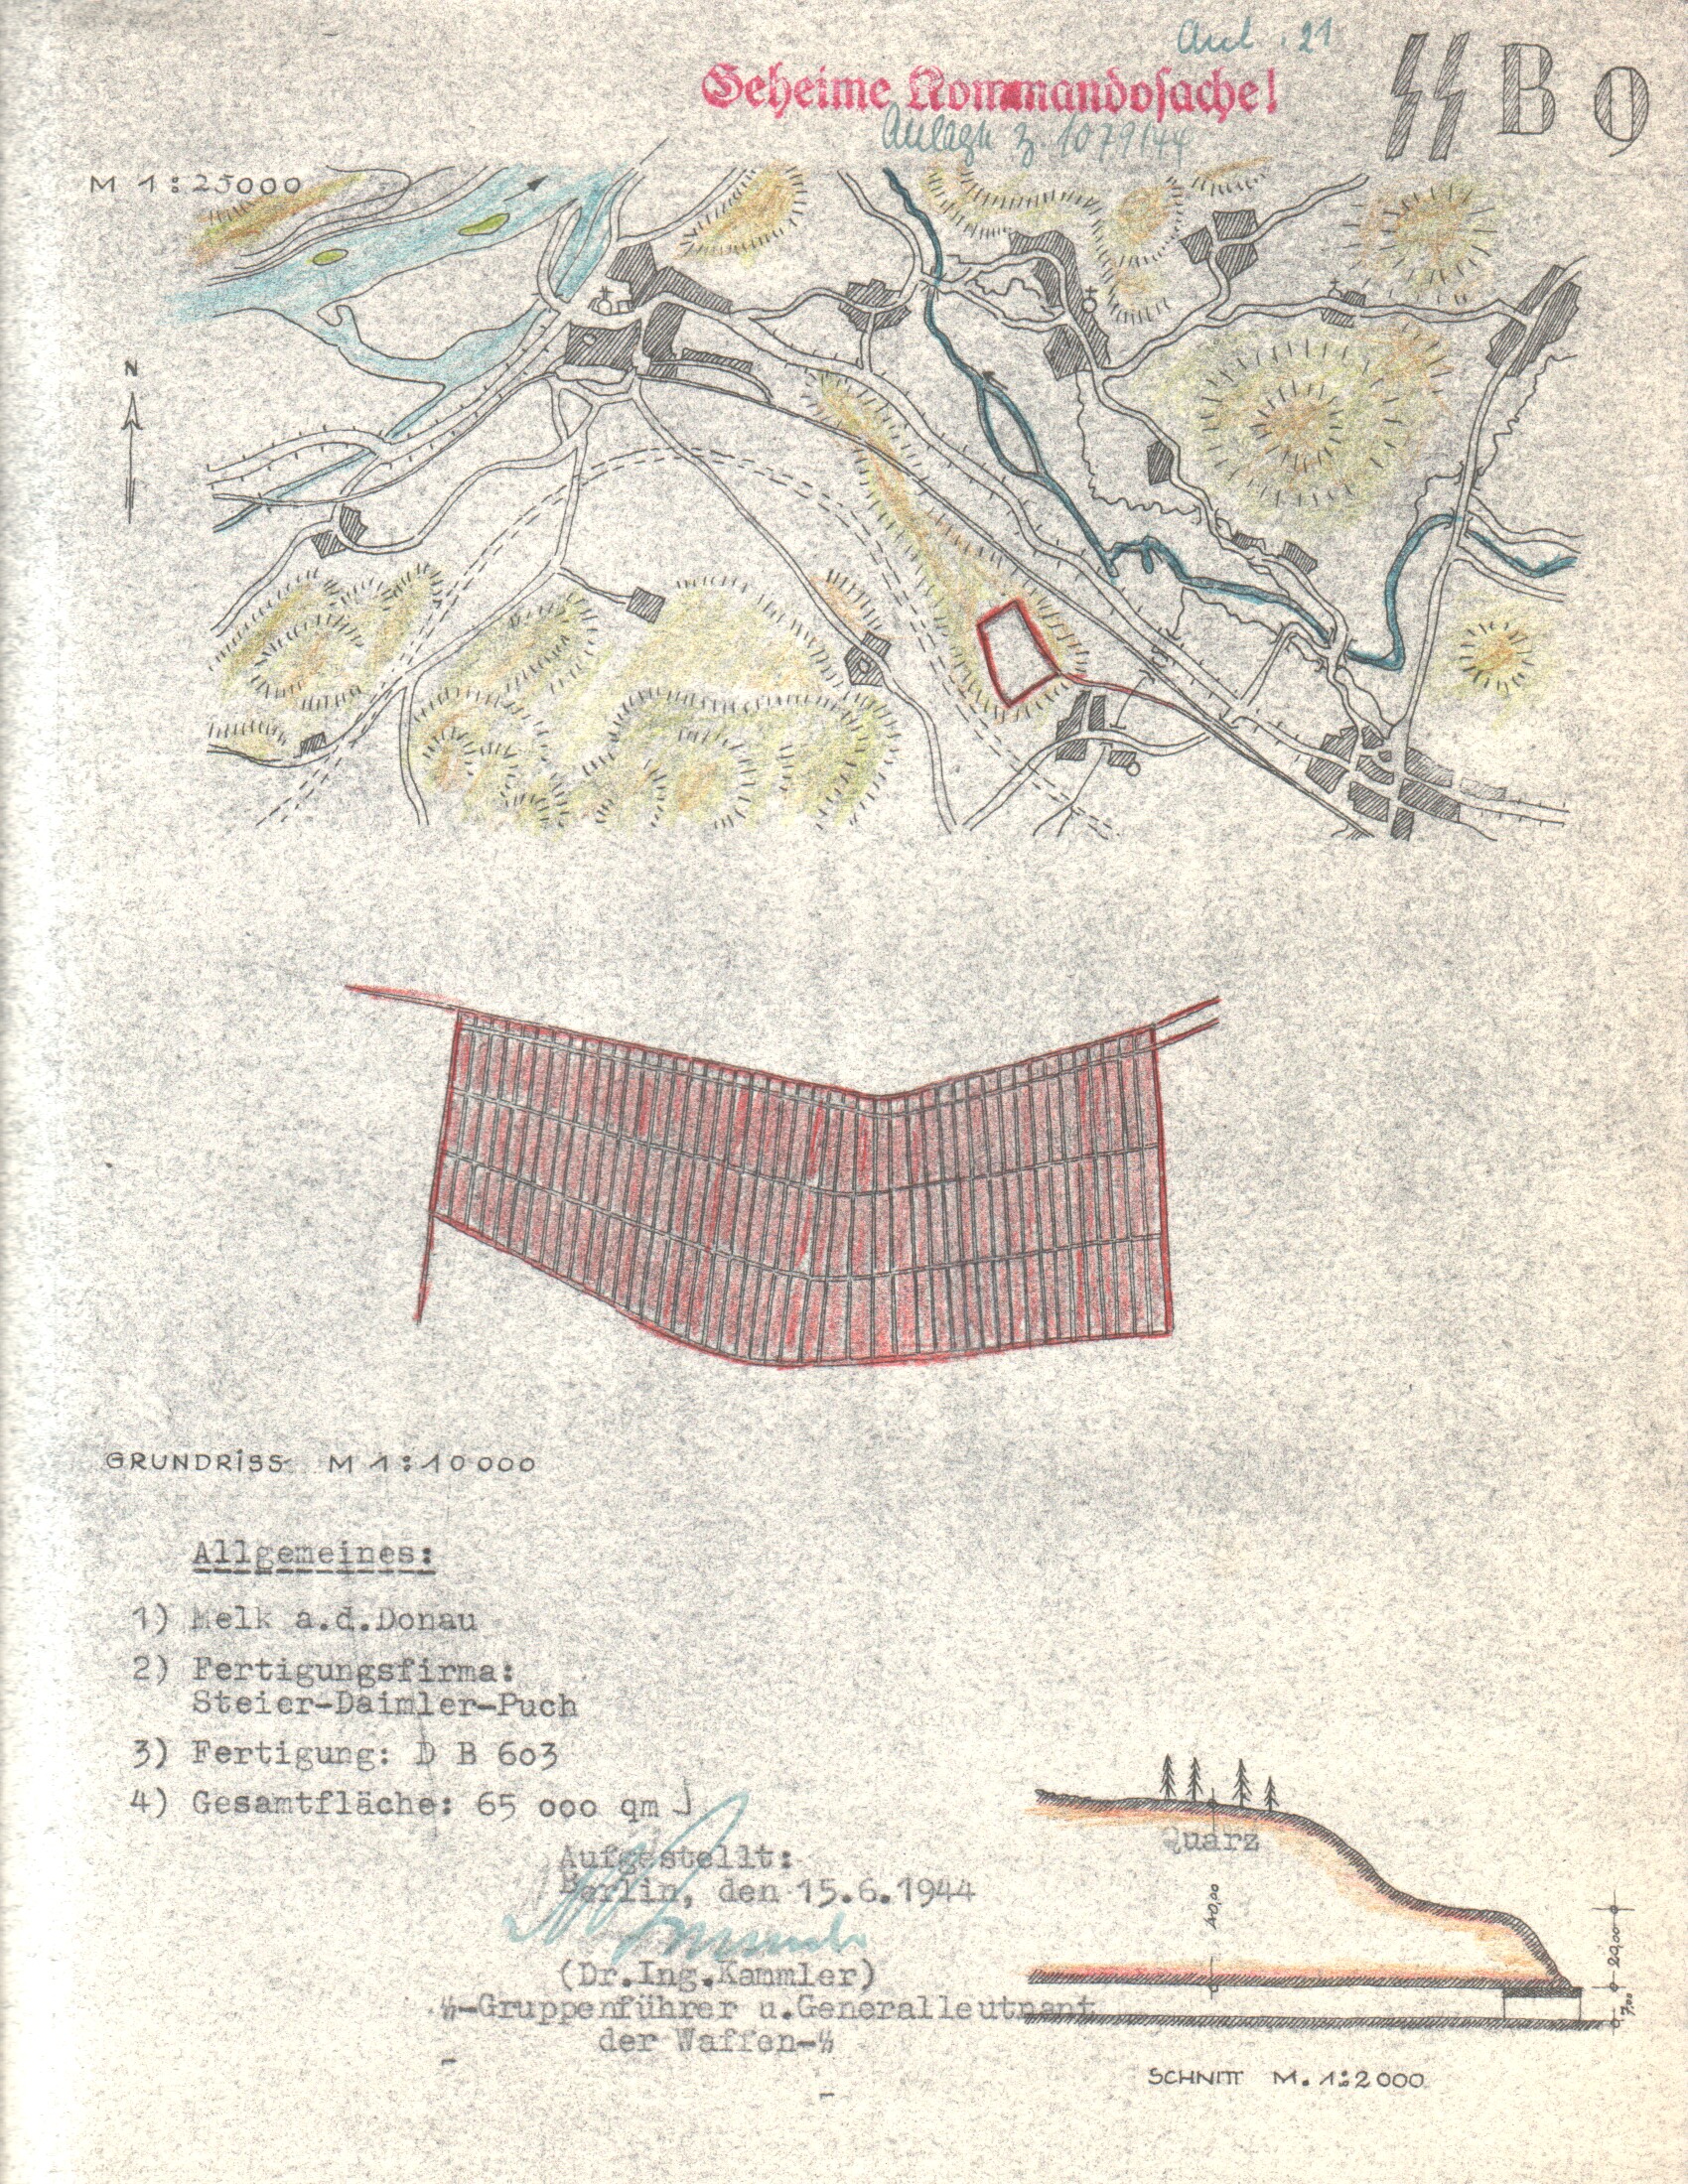 Anl. 21
Geheime Kommandosache!
Anlage z. 1079/44
SS B 9
M 1:25000
N
GRUNDRISS M 1:10000
Allgemeines:
1) Melk a.d.Donau
2) Fertigungsfirma:
Steier-Daimler-Puch
3) Fertigung: D B 603
4) Gesamtfläche: 65 000 qm
Aufgestellt:
Berlin, den 15.6.1944
(Dr.Ing.Kammler)
SS-Gruppenführer u.Generalleutnant
der Waffen-SS
Quarz
40,00
20,00
7,00
SCHNITT M. 1:2000